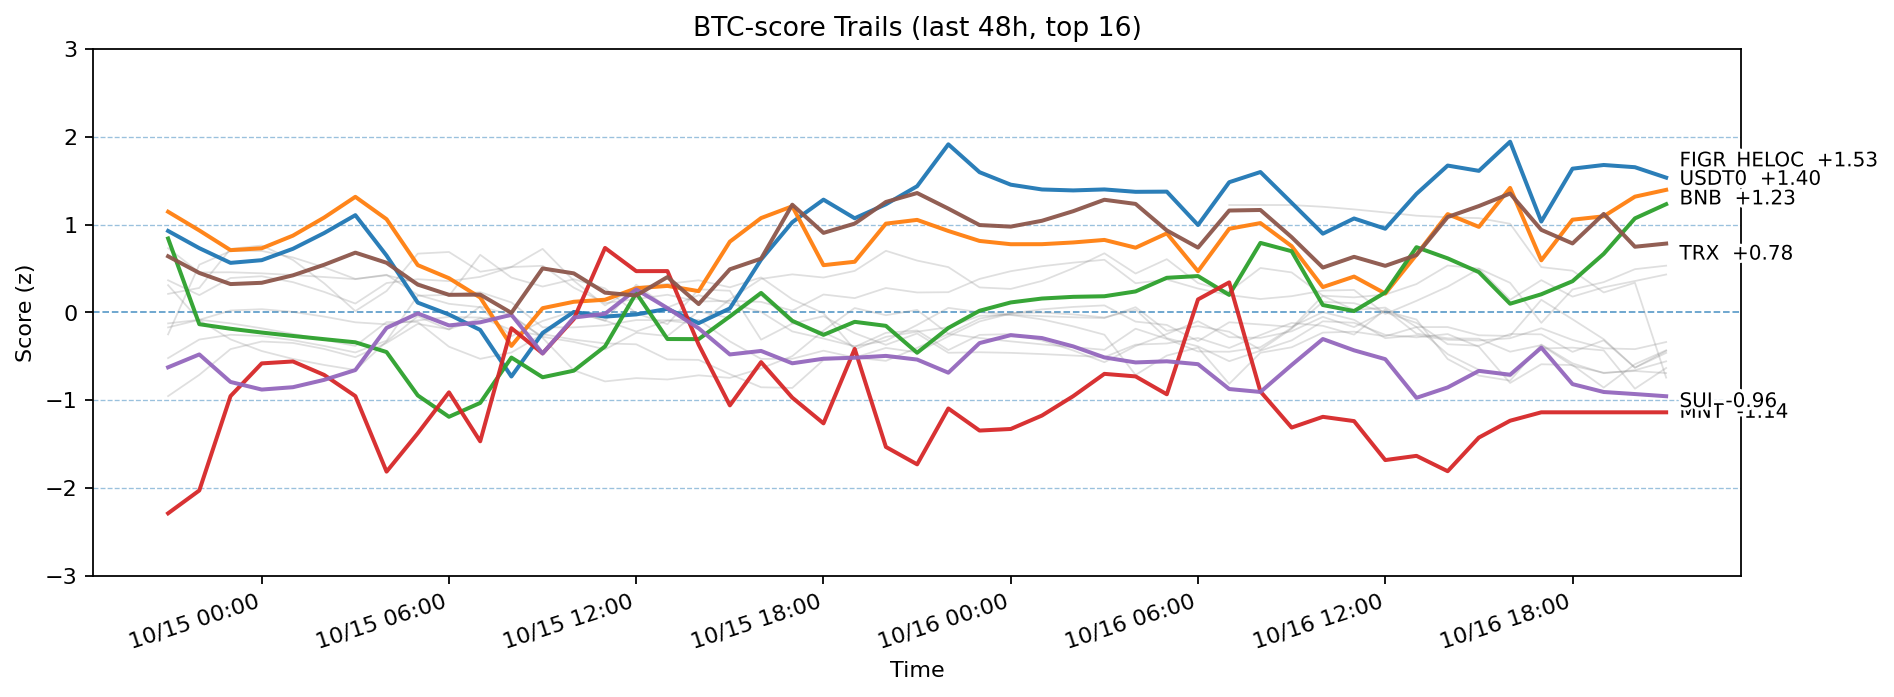 BTC-score Trails (last 48h, top 16)
3
2
1
0
−1
−2
−3
Score (z)
FIGR_HELOC +1.53
USDT0 +1.40
BNB +1.23
TRX +0.78
SUI -0.96
MNT -1.14
10/15 00:00
10/15 06:00
10/15 12:00
10/15 18:00
10/16 00:00
10/16 06:00
10/16 12:00
10/16 18:00
Time